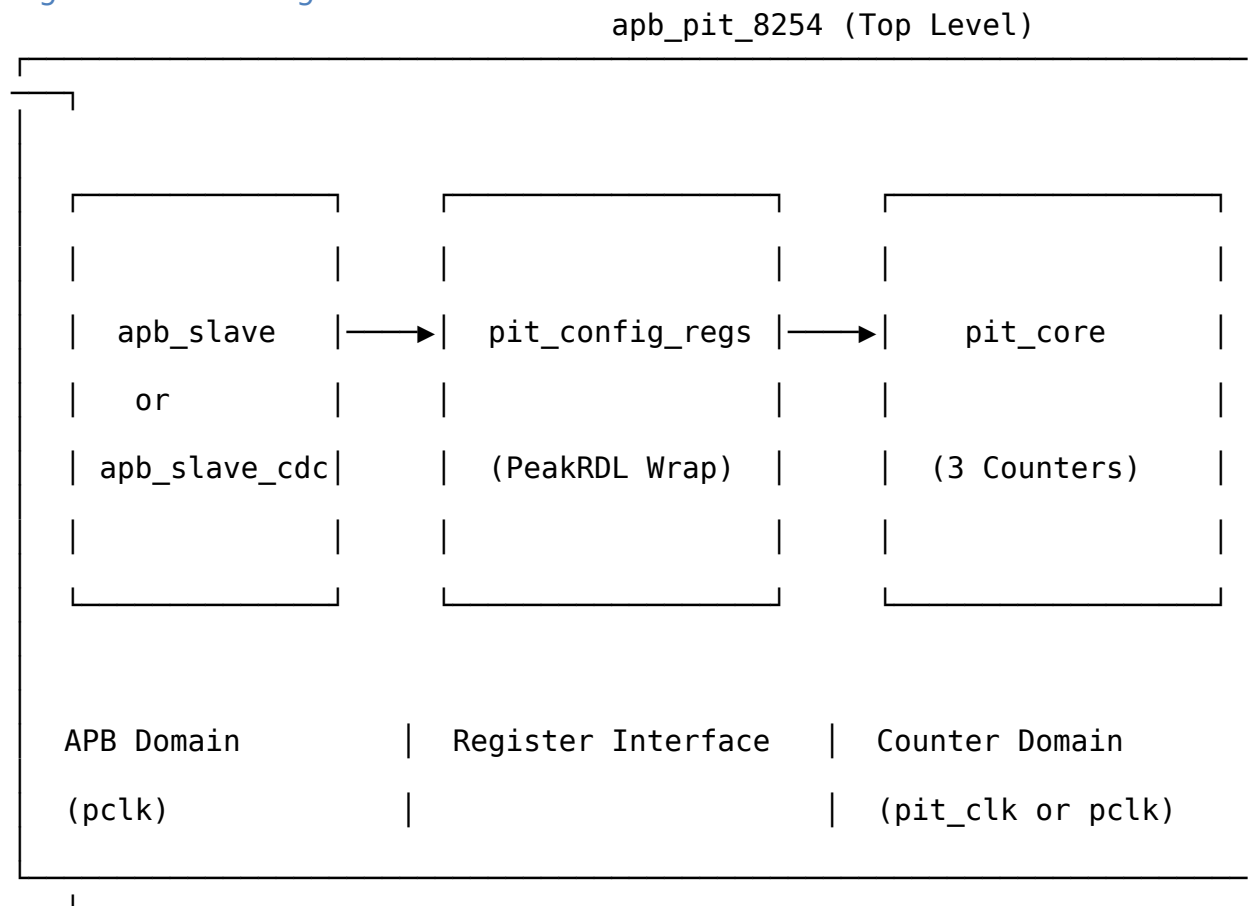 apb_pit_8254 (Top Level)
apb_slave pit_config_regs pit_core
or
apb_slave_cdc (PeakRDL Wrap) (3 Counters)
APB Domain | Register Interface | Counter Domain
(pclk) | | (pit_clk or pclk)